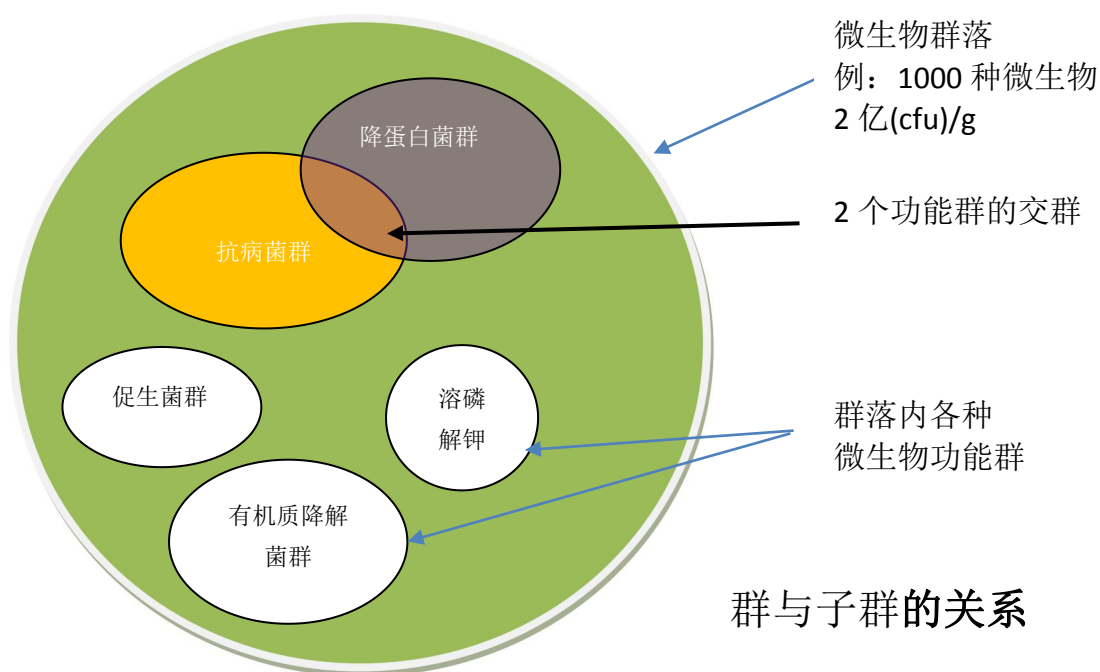 微生物群落
例：1000 种微生物
2 亿(cfu)/g
降蛋白菌群
2 个功能群的交群
抗病菌群
促生菌群
溶磷
解钾
群落内各种
微生物功能群
有机质降解
菌群
群与子群的关系